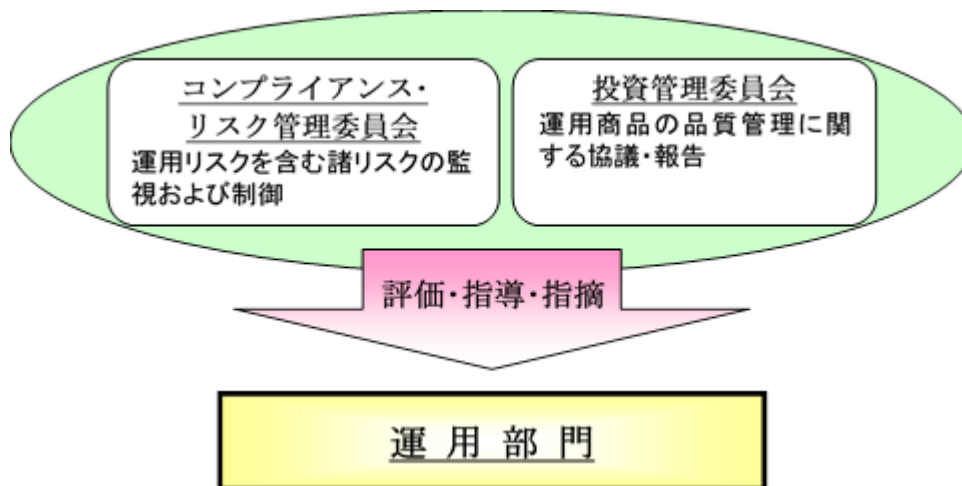 コンプライアンス・
リスク管理委員会
運用リスクを含む諸リスクの監
視および制御
投資管理委員会
運用商品の品質管理に関
する協議・報告
評価・指導・指摘
運用部門